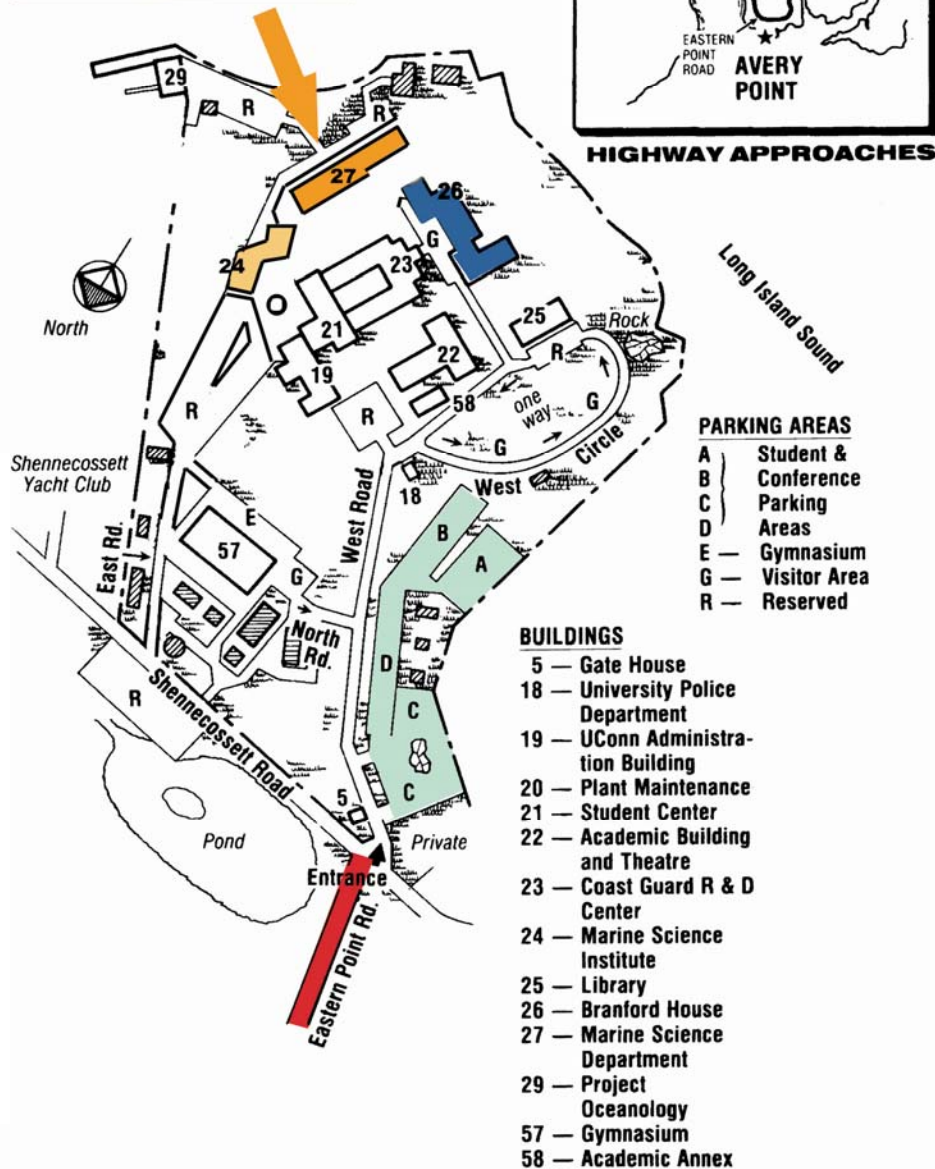 EASTERN
POINT
ROAD
AVERY
POINT
HIGHWAY APPROACHES
29
R
R
27
26
G
24
23
North
21
25
Rock
Long Island Sound
22
19
R
58
one
way
G
R
R
G
Shennecossett
Yacht Club
18
West
Circle
B
E
West Road
A
57
East Rd.
G
North
Rd.
D
R
Shennecossett Road
C
C
5
Pond
Private
Entrance
Eastern Point Rd.
PARKING AREAS
A Student &
B Conference
C Parking
D Areas
E — Gymnasium
G — Visitor Area
R — Reserved
BUILDINGS
5 — Gate House
18 — University Police
Department
19 — UConn Administra-
tion Building
20 — Plant Maintenance
21 — Student Center
22 — Academic Building
and Theatre
23 — Coast Guard R & D
Center
24 — Marine Science
Institute
25 — Library
26 — Branford House
27 — Marine Science
Department
29 — Project
Oceanology
57 — Gymnasium
58 — Academic Annex